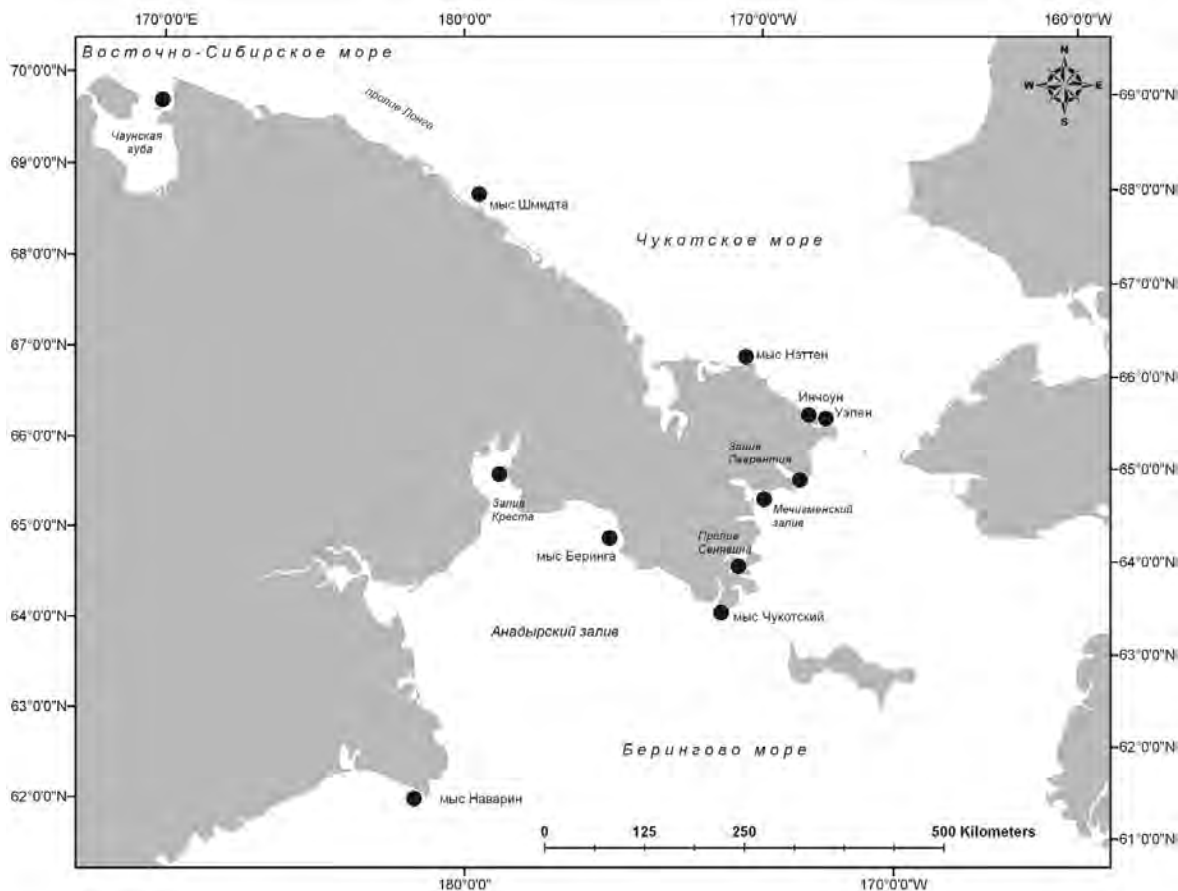 170°0'0"E
180°0'0"
170°0'0"W
160°0'0"W
Восточно-Сибирское море
70°0'0"N
N
W
E
S
69°0'0"N
пролив Лонга
Чаунская
губа
69°0'0"N
68°0'0"N
мыс Шмидта
68°0'0"N
Чукотское море
67°0'0"N
67°0'0"N
мыс Нэттен
66°0'0"N
Инчоун
Уэлен
66°0'0"N
Залив
Лаврентия
65°0'0"N
Залив
Креста
Мечигменский
залив
65°0'0"N
Пролив
Сенявина
мыс Беринга
64°0'0"N
64°0'0"N
мыс Чукотский
Анадырский залив
63°0'0"N
63°0'0"N
Берингово море
62°0'0"N
62°0'0"N
мыс Наварин
0
125
250
500 Kilometers
61°0'0"N
180°0'0"
170°0'0"W